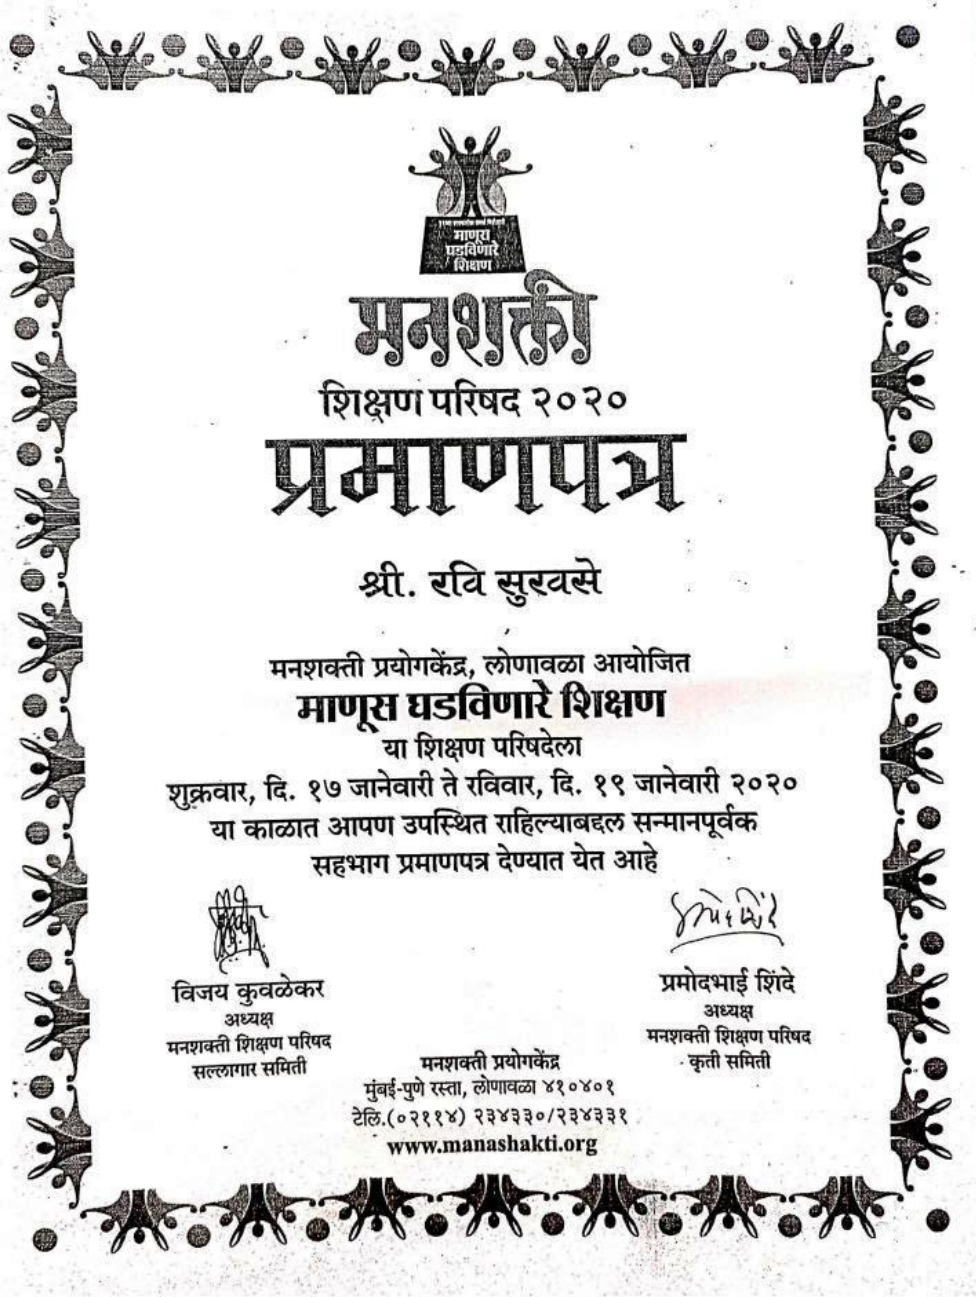 माणूस
घडविणारे
शिक्षण
मनशक्ती
शिक्षण परिषद २०२०
प्रमाणपत्र
श्री. रवि सुरवसे
मनशक्ती प्रयोगकेंद्र, लोणावळा आयोजित
माणूस घडविणारे शिक्षण
या शिक्षण परिषदेला
शुक्रवार, दि. १७ जानेवारी ते रविवार, दि. १९ जानेवारी २०२०
या काळात आपण उपस्थित राहिल्याबद्दल सन्मानपूर्वक
सहभाग प्रमाणपत्र देण्यात येत आहे
विजय कुवळेकर
अध्यक्ष
मनशक्ती शिक्षण परिषद
सल्लागार समिती
प्रमोदभाई शिंदे
अध्यक्ष
मनशक्ती शिक्षण परिषद
कृती समिती
मनशक्ती प्रयोगकेंद्र
मुंबई-पुणे रस्ता, लोणावळा ४१०४०१
टेलि.(०२११४) २३४३३०/२३४३३१
www.manashakti.org